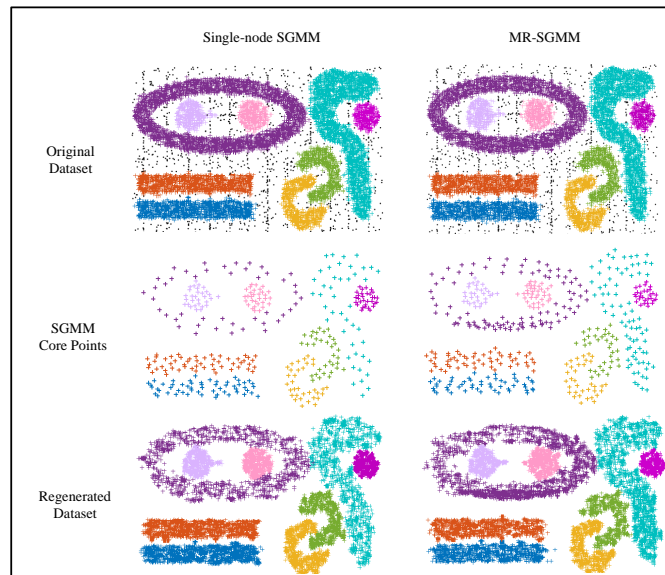 Single-node SGMM
MR-SGMM
Original
Dataset
SGMM
Core Points
Regenerated
Dataset